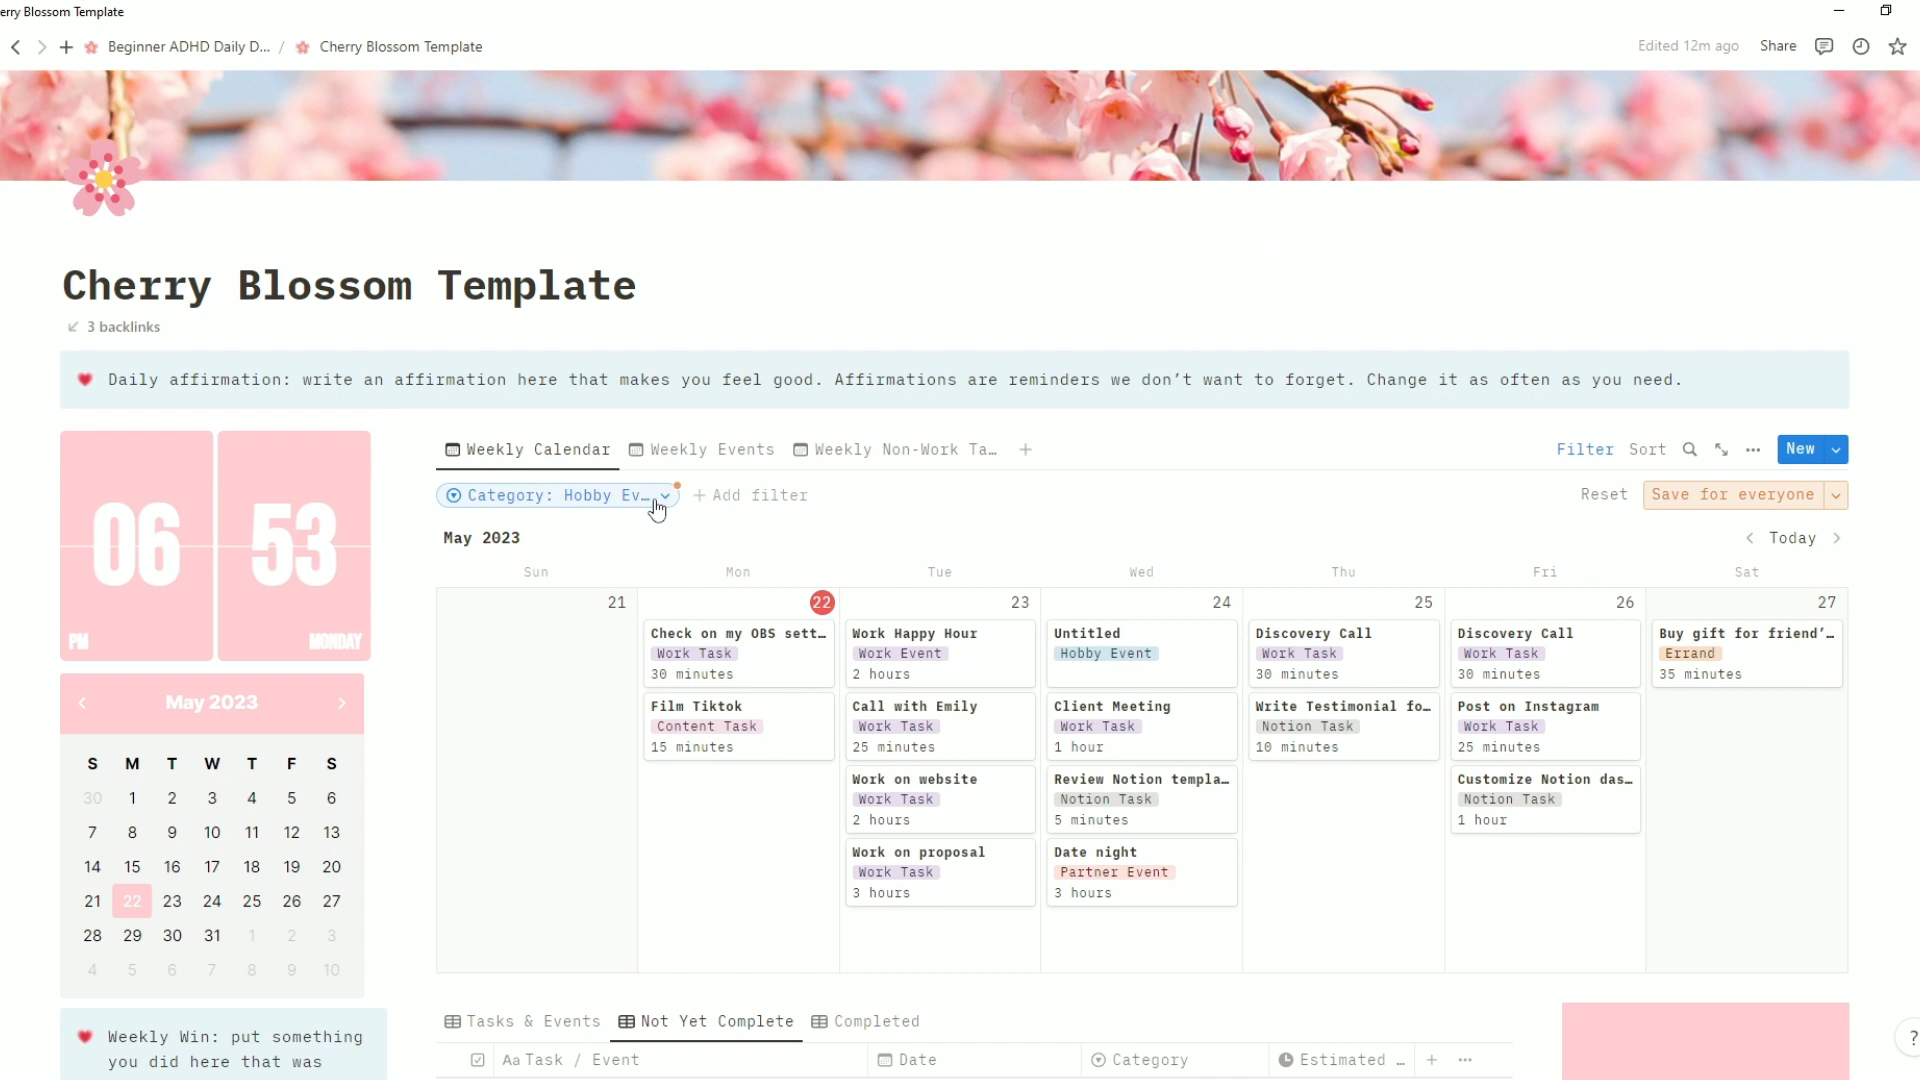 erry Blossom Template
Beginner ADHD Daily D... / Cherry Blossom Template
Edited 12m ago Share
Cherry Blossom Template
3 backlinks
Daily affirmation: write an affirmation here that makes you feel good. Affirmations are reminders we don't want to forget. Change it as often as you need.
06 53
PM MONDAY
May 2023
S M T W T F S
30 1 2 3 4 5 6
7 8 9 10 11 12 13
14 15 16 17 18 19 20
21 22 23 24 25 26 27
28 29 30 31 1 2 3
4 5 6 7 8 9 10
Weekly Win: put something
you did here that was
Weekly Calendar Weekly Events Weekly Non-Work Ta… +
Filter Sort New
Category: Hobby Ev… + Add filter
Reset Save for everyone
May 2023
Today
Sun Mon Tue Wed Thu Fri Sat
21 22 23 24 25 26 27
Check on my OBS sett…
Work Task
30 minutes
Film Tiktok
Content Task
15 minutes
Work Happy Hour
Work Event
2 hours
Call with Emily
Work Task
25 minutes
Work on website
Work Task
2 hours
Work on proposal
Work Task
3 hours
Untitled
Hobby Event
Client Meeting
Work Task
1 hour
Review Notion templa…
Notion Task
5 minutes
Date night
Partner Event
3 hours
Discovery Call
Work Task
30 minutes
Write Testimonial fo…
Notion Task
10 minutes
Discovery Call
Work Task
30 minutes
Post on Instagram
Work Task
25 minutes
Customize Notion das…
Notion Task
1 hour
Buy gift for friend'…
Errand
35 minutes
Tasks & Events Not Yet Complete Completed
Aa Task / Event Date Category Estimated … + ···
?